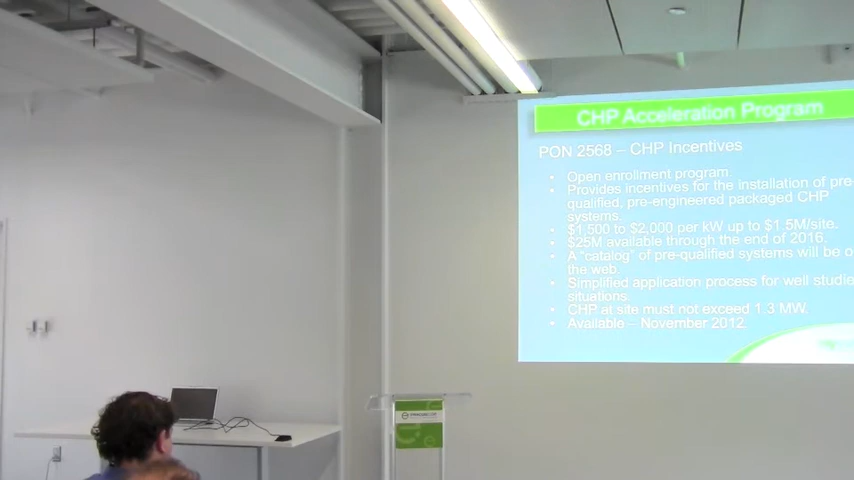 CHP Acceleration Program
PON 2568 – CHP Incentives
• Open enrollment program.
• Provides incentives for the installation of pre-
qualified, pre-engineered packaged CHP
systems.
• $1,500 to $2,000 per kW up to $1.5M/site.
• $25M available through the end of 2016.
• A "catalog" of pre-qualified systems will be o
the web.
• Simplified application process for well studie
situations
• CHP at site must not exceed 1.3 MW.
• Available – November 2012.